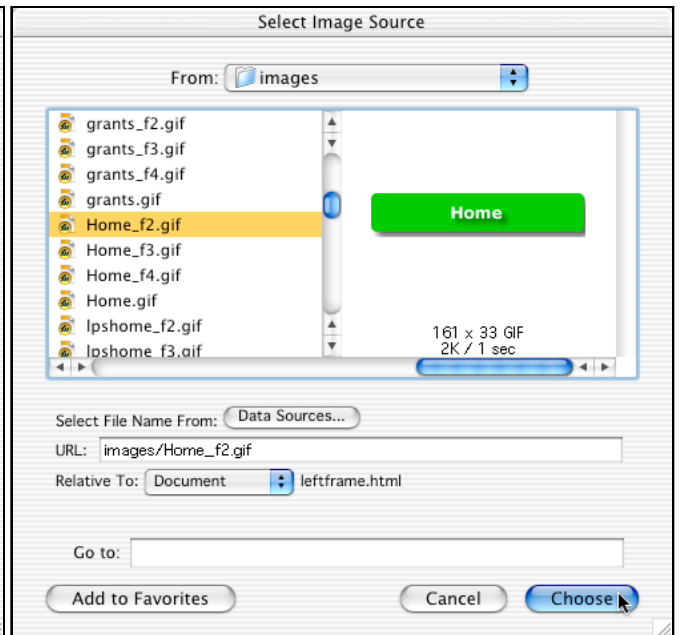 Select Image Source
From: images
grants_f2.gif
grants_f3.gif
grants_f4.gif
grants.gif
Home_f2.gif
Home_f3.gif
Home_f4.gif
Home.gif
lpshome_f2.gif
lpshome_f3.gif
Home
161 x 33 GIF
2K / 1 sec
Select File Name From: Data Sources...
URL: images/Home_f2.gif
Relative To: Document leftframe.html
Go to:
Add to Favorites Cancel Choose